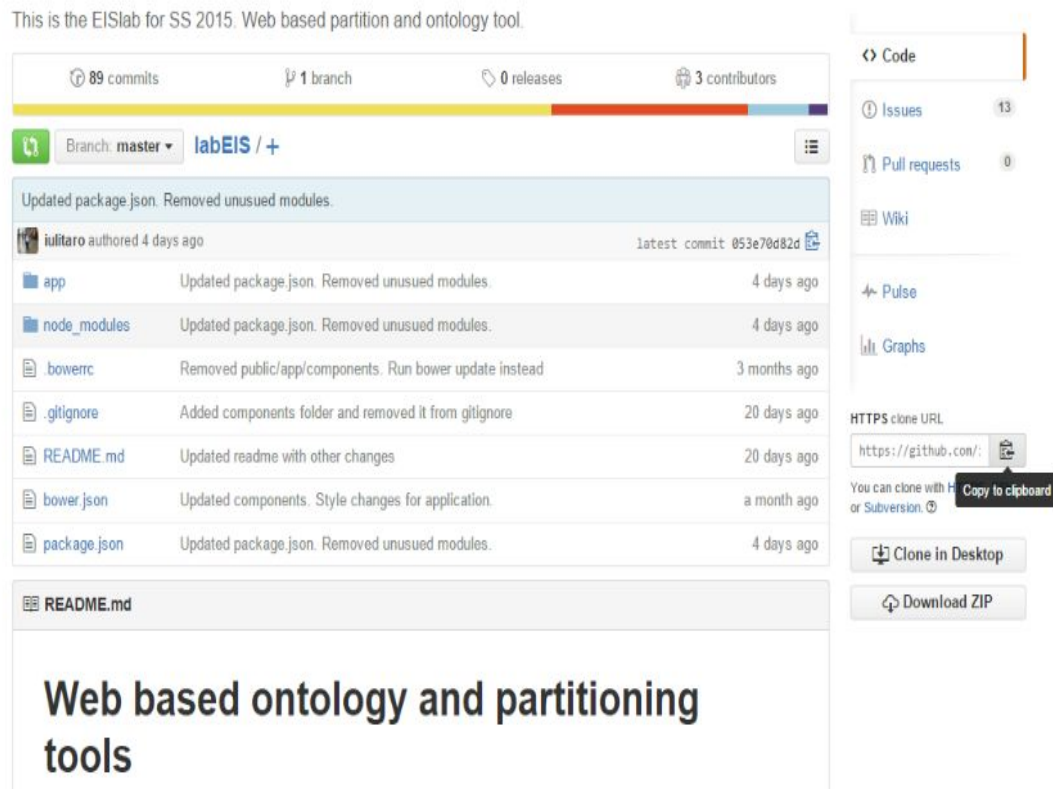 This is the EISlab for SS 2015. Web based partition and ontology tool.
89 commits 1 branch 0 releases 3 contributors
Branch: master labEIS / +
Updated package.json. Removed unusued modules.
iulitaro authored 4 days ago latest commit 053e70d82d
app Updated package.json. Removed unusued modules. 4 days ago
node_modules Updated package.json. Removed unusued modules. 4 days ago
.bowerrc Removed public/app/components. Run bower update instead 3 months ago
.gitignore Added components folder and removed it from gitignore 20 days ago
README.md Updated readme with other changes 20 days ago
bower.json Updated components. Style changes for application. a month ago
package.json Updated package.json. Removed unusued modules. 4 days ago
README.md
Web based ontology and partitioning
tools
Code
Issues 13
Pull requests 0
Wiki
Pulse
Graphs
HTTPS clone URL
https://github.com/
You can clone with
Copy to clipboard
or Subversion.
Clone in Desktop
Download ZIP